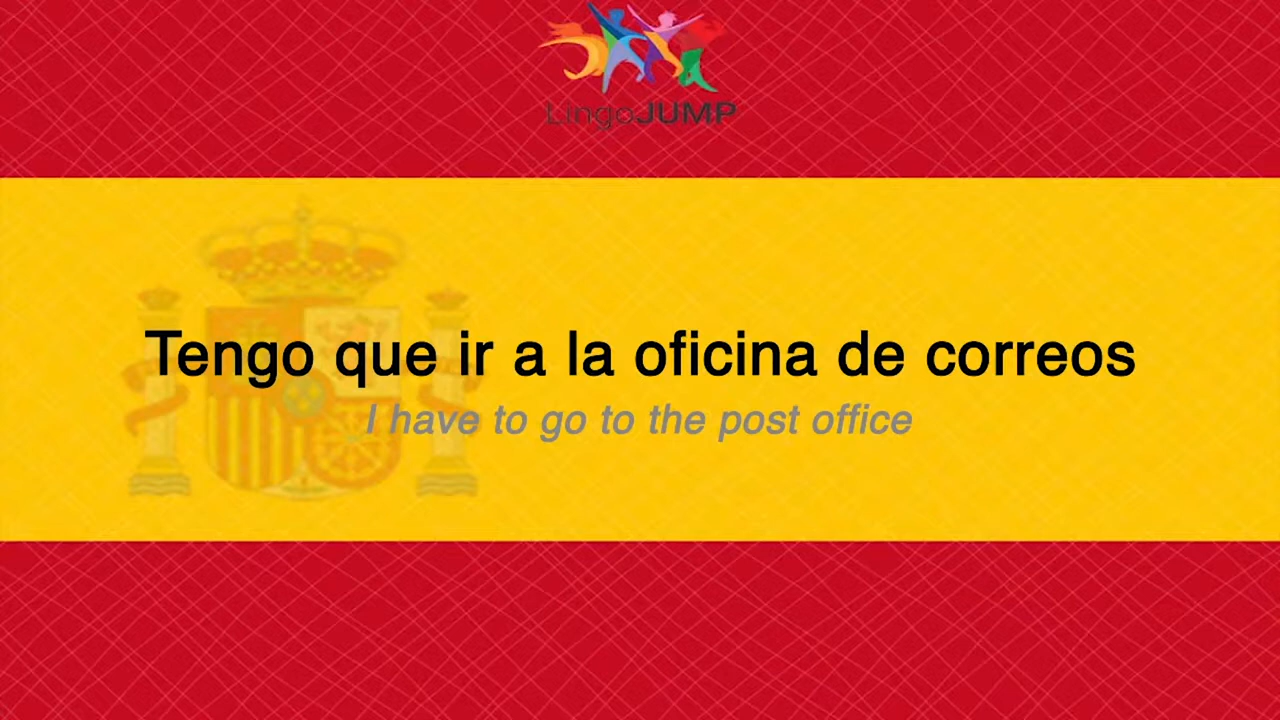 LingoJUMP
Tengo que ir a la oficina de correos
I have to go to the post office